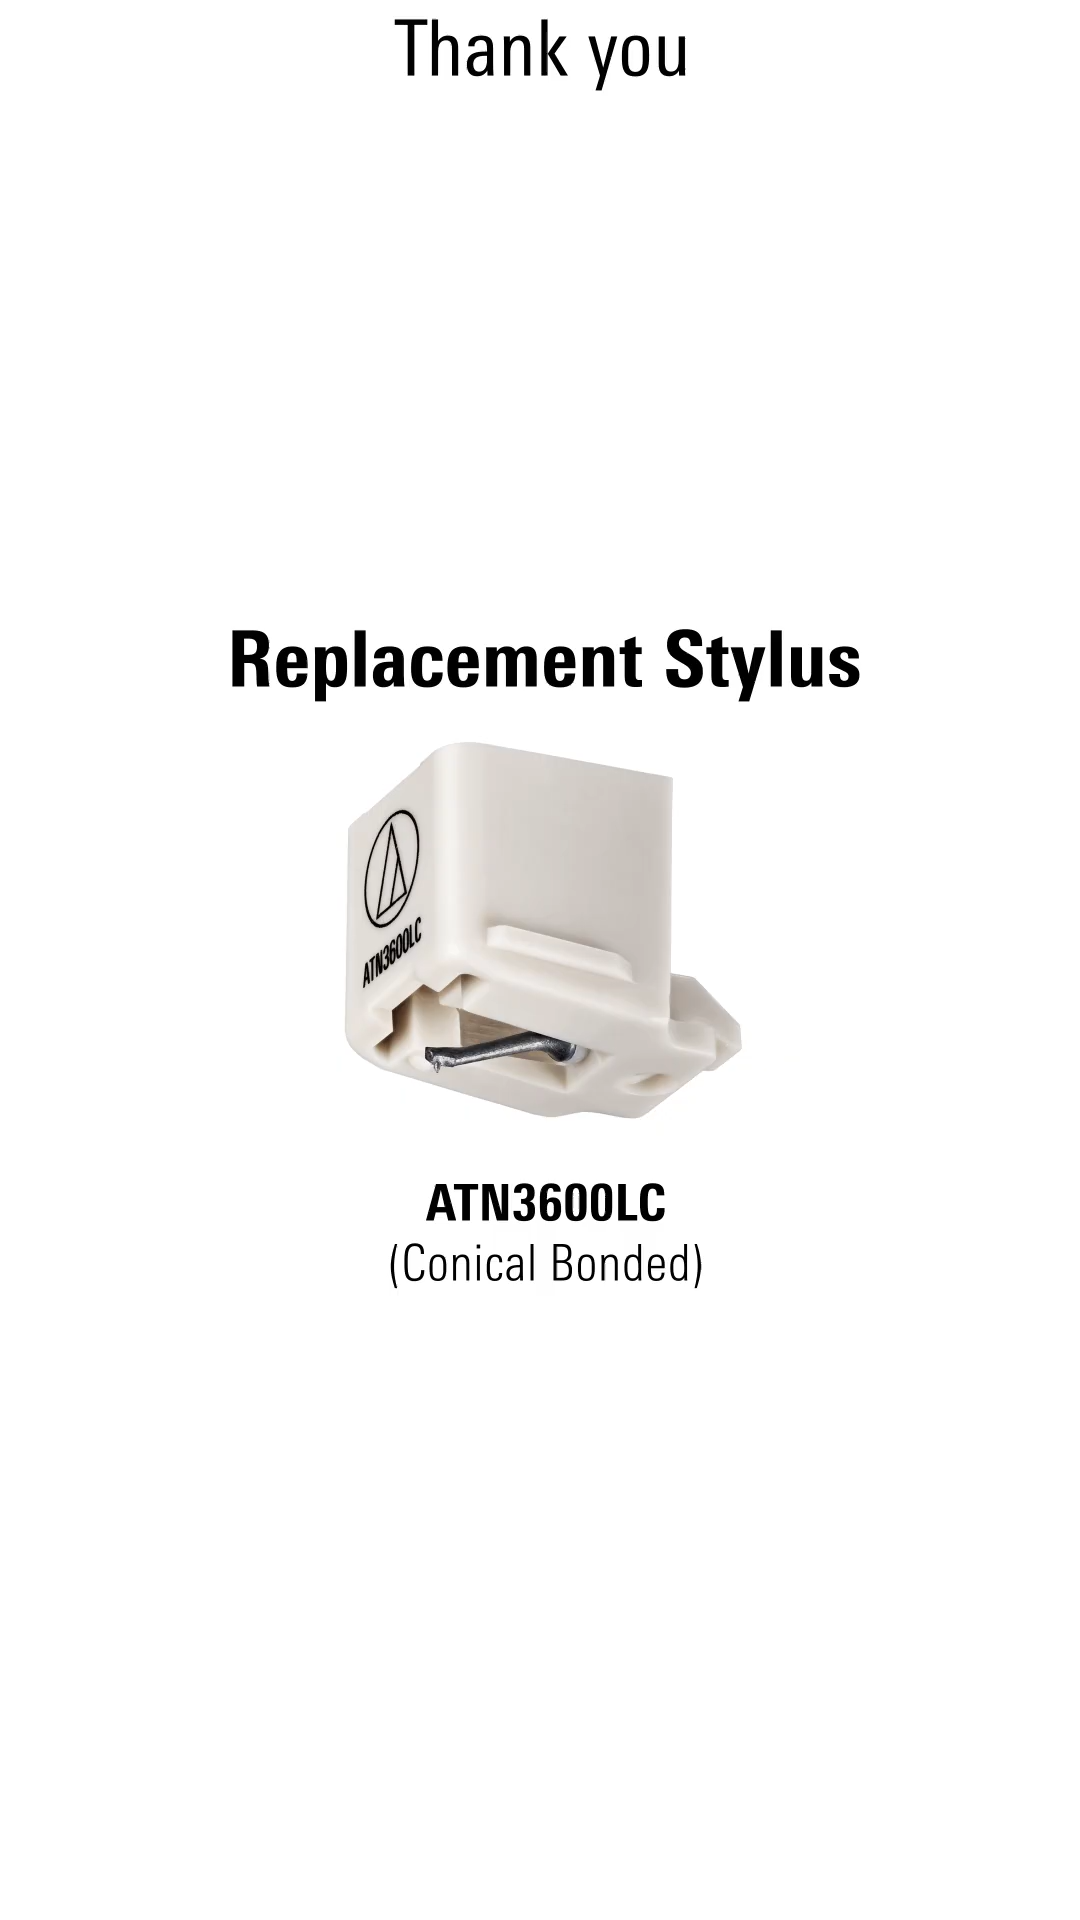 Thank you
Replacement Stylus
ATN3600LC
ATN3600LC
(Conical Bonded)